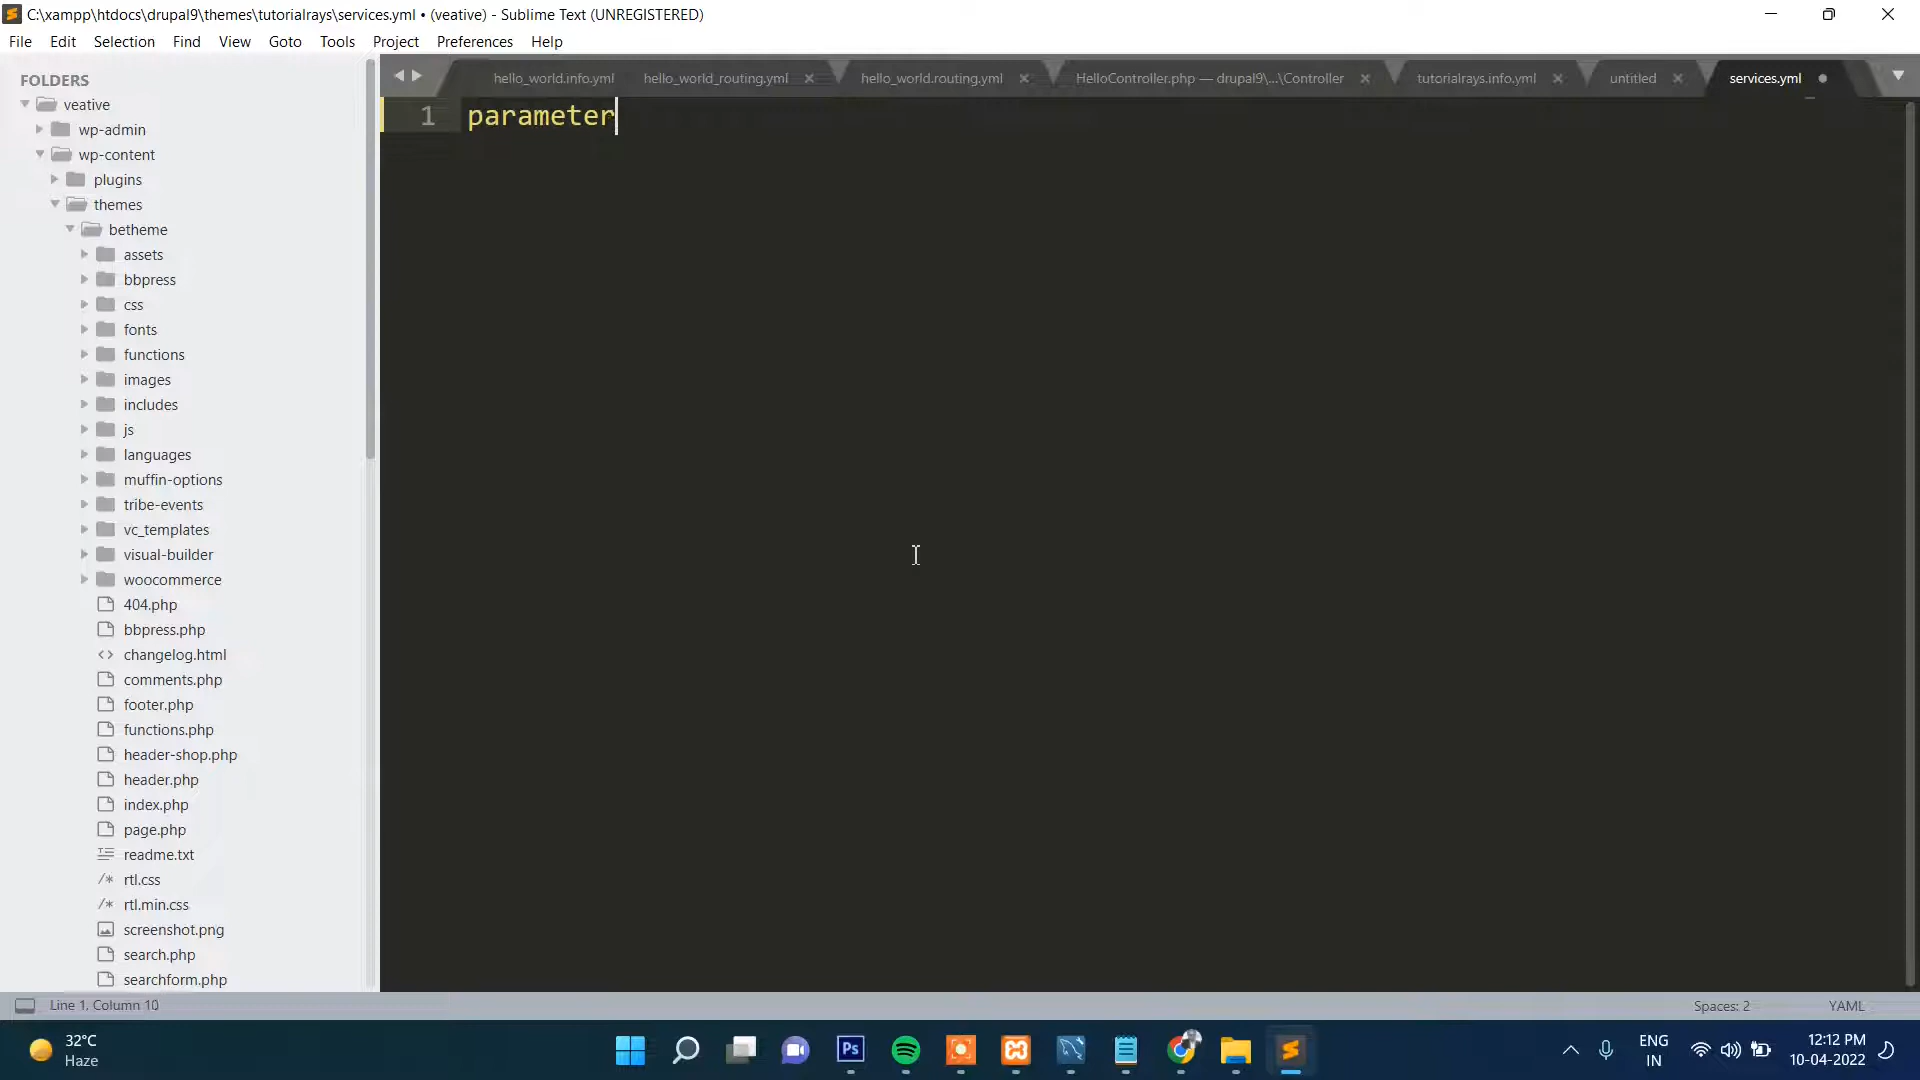 C:\xampp\htdocs\drupal9\themes\tutorialrays\services.yml • (veative) - Sublime Text (UNREGISTERED)
File Edit Selection Find View Goto Tools Project Preferences Help
FOLDERS
hello_world.info.yml hello_world_routing.yml hello_world.routing.yml HelloController.php — drupal9\...\Controller tutorialrays.info.yml untitled services.yml
1 parameter
veative
wp-admin
wp-content
plugins
themes
betheme
assets
bbpress
css
fonts
functions
images
includes
js
languages
muffin-options
tribe-events
vc_templates
visual-builder
woocommerce
404.php
bbpress.php
<> changelog.html
comments.php
footer.php
functions.php
header-shop.php
header.php
index.php
page.php
readme.txt
/* rtl.css
/* rtl.min.css
screenshot.png
search.php
searchform.php
Line 1, Column 10 Spaces: 2 YAML
32°C
Haze
Ps
ENG
IN
12:12 PM
10-04-2022